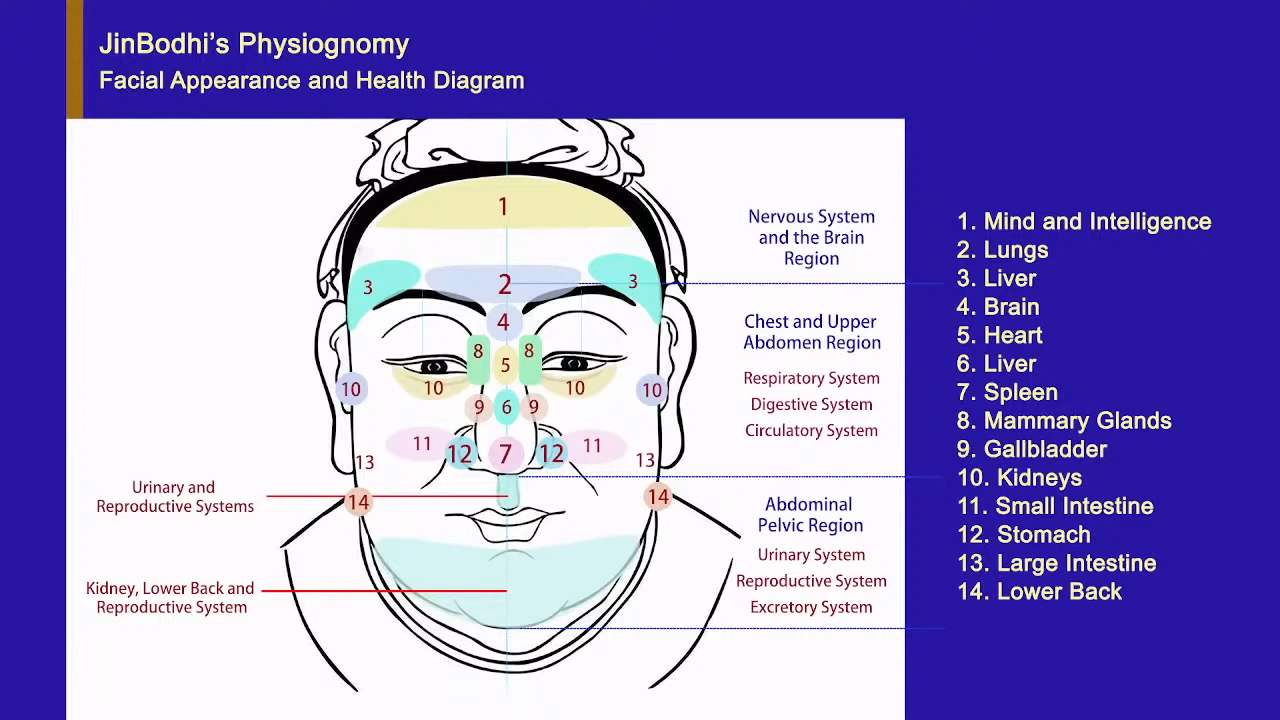 JinBodhi's Physiognomy
Facial Appearance and Health Diagram
1
2
3
3
4
8
8
5
10
10
10
10
9
6
9
11
11
12
7
12
13
13
14
14
Nervous System
and the Brain
Region
Chest and Upper
Abdomen Region
Respiratory System
Digestive System
Circulatory System
Urinary and
Reproductive Systems
Abdominal
Pelvic Region
Urinary System
Reproductive System
Excretory System
Kidney, Lower Back and
Reproductive System
1. Mind and Intelligence
2. Lungs
3. Liver
4. Brain
5. Heart
6. Liver
7. Spleen
8. Mammary Glands
9. Gallbladder
10. Kidneys
11. Small Intestine
12. Stomach
13. Large Intestine
14. Lower Back